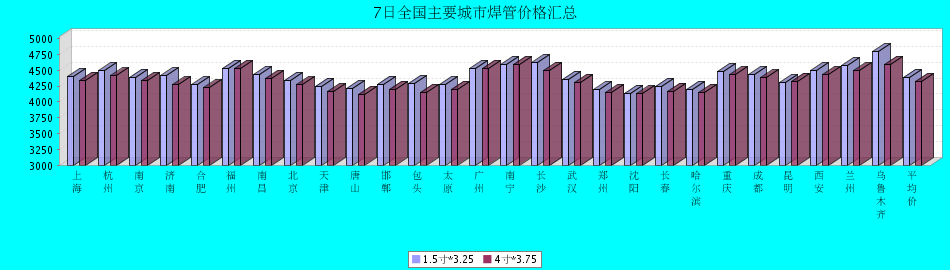 7日全国主要城市焊管价格汇总
5000
4750
4500
4250
4000
3750
3500
3250
3000
上海
杭州
南京
济南
合肥
福州
南昌
北京
天津
唐山
邯郸
包头
太原
广州
南宁
长沙
武汉
郑州
沈阳
长春
哈尔滨
重庆
成都
昆明
西安
兰州
乌鲁木齐
平均价
1.5寸*3.25 4寸*3.75